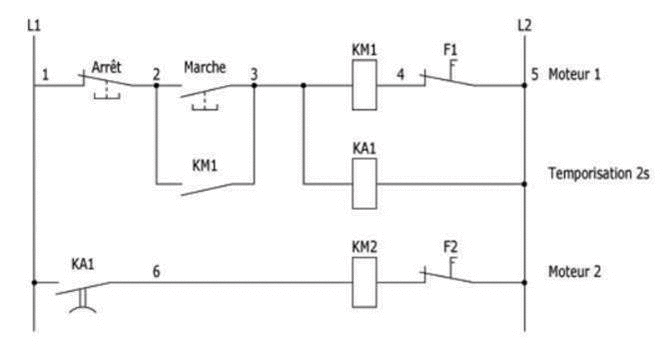 L1 L2
KM1 F1
1 Arrêt 2 Marche 3 4 5 Moteur 1
KM1 KA1
Temporisation 2s
KM2 F2
KA1 6 Moteur 2